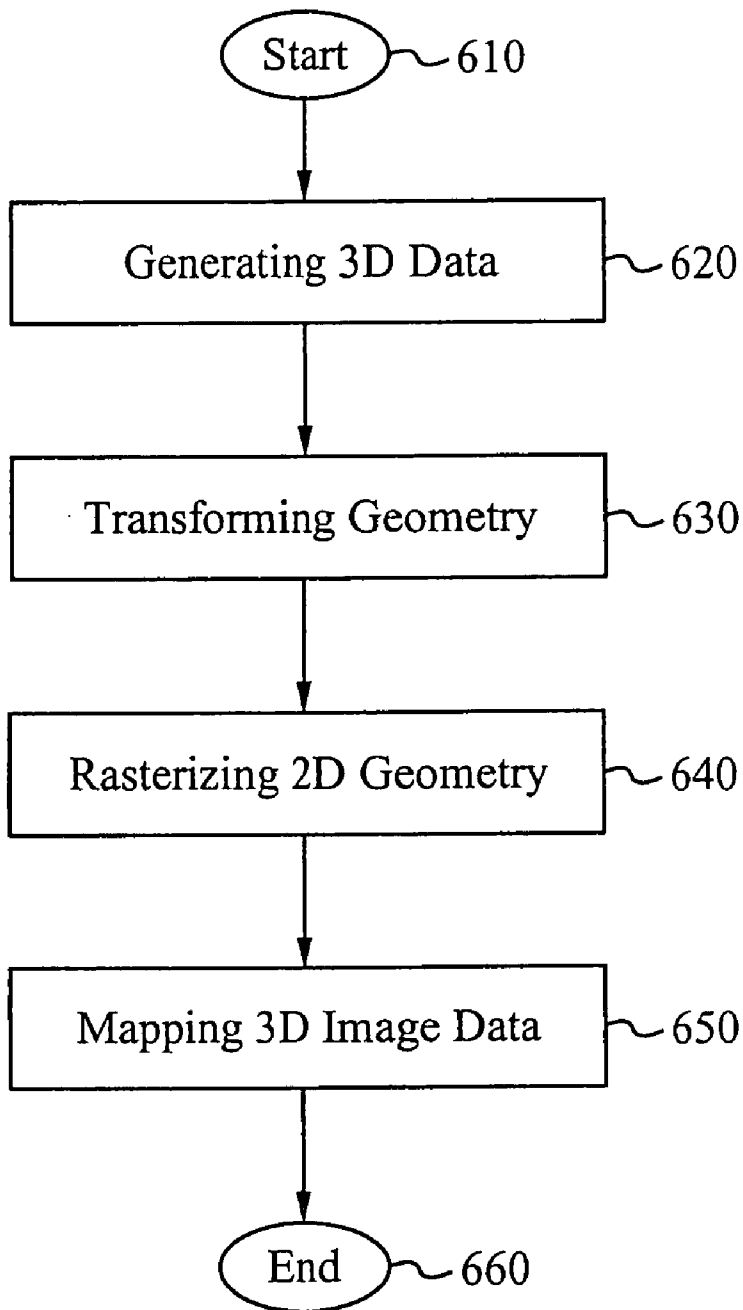 Start 610
Generating 3D Data 620
Transforming Geometry 630
Rasterizing 2D Geometry 640
Mapping 3D Image Data 650
End 660